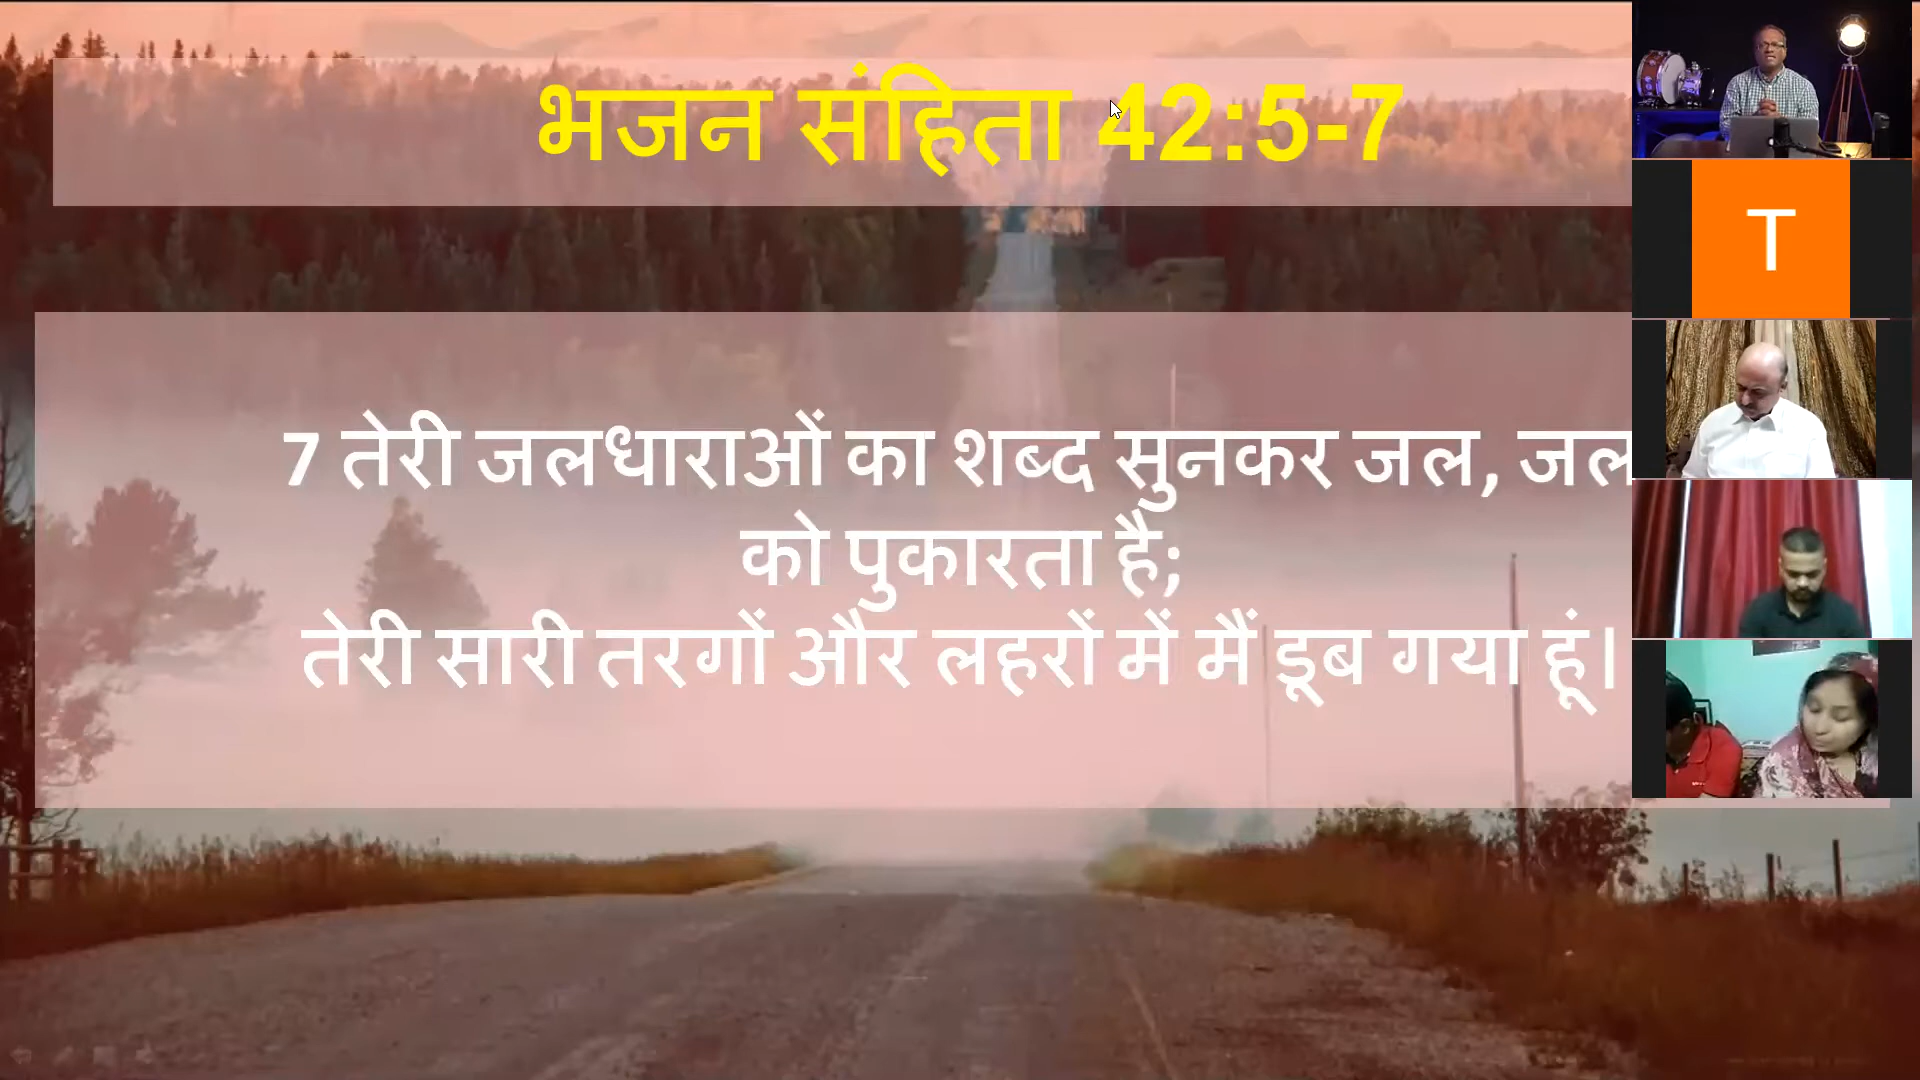 भजन संहिता 42:5-7
7 तेरी जलधाराओं का शब्द सुनकर जल, जल
को पुकारता है;
तेरी सारी तरगों और लहरों में मैं डूब गया हूं।
T